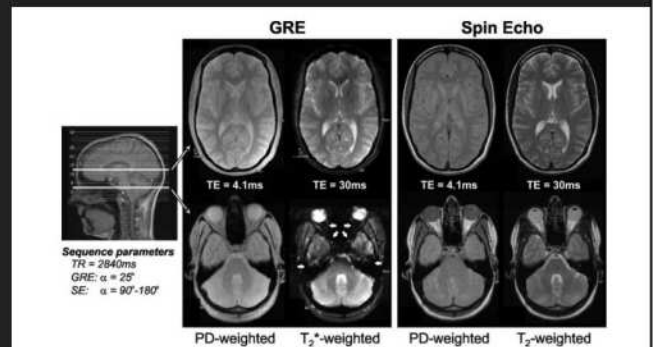 GRE
Spin Echo
TE = 4.1ms
TE = 30ms
TE = 4.1ms
TE = 30ms
Sequence parameters
TR = 2840ms
GRE: α = 25°
SE: α = 90°-180°
PD-weighted
T₂*-weighted
PD-weighted
T₂-weighted